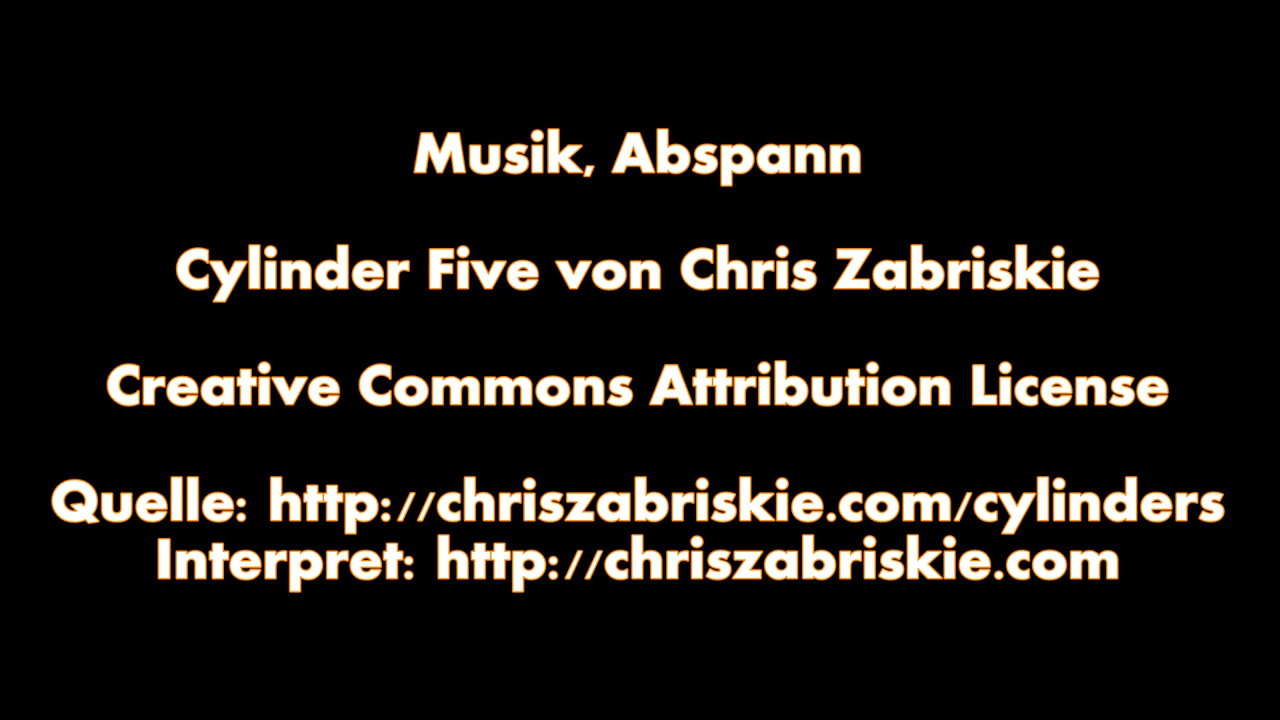 Musik, Abspann
Cylinder Five von Chris Zabriskie
Creative Commons Attribution License
Quelle: http://chriszabriskie.com/cylinders
Interpret: http://chriszabriskie.com